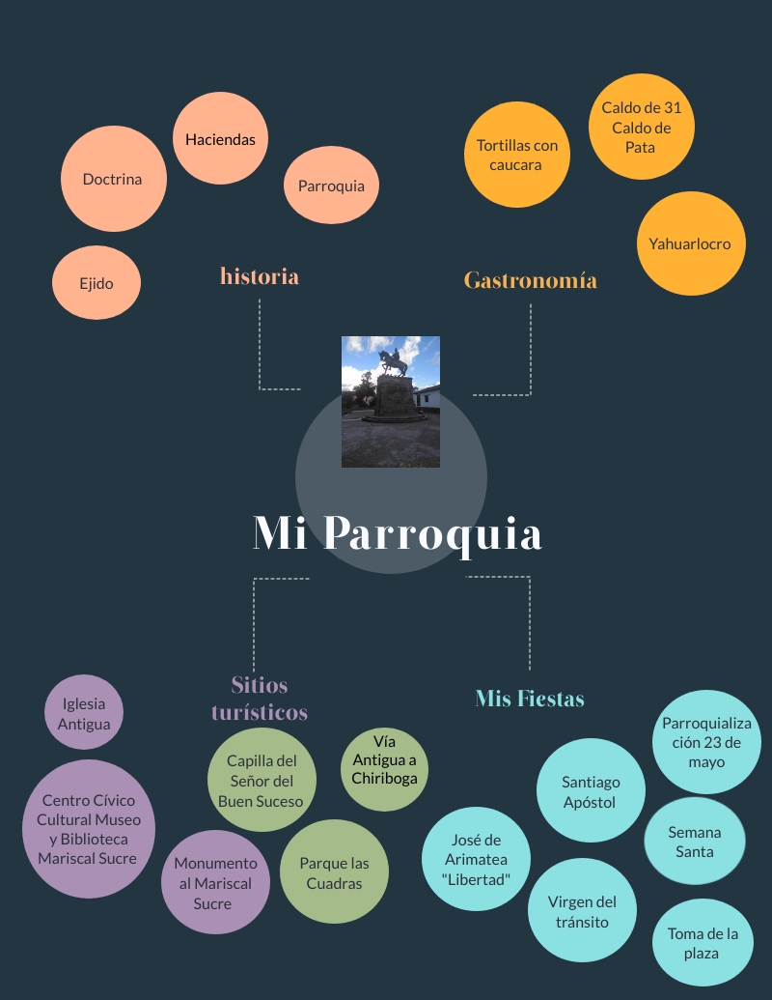 Haciendas
Doctrina
Parroquia
Ejido
historia
Caldo de 31
Caldo de
Pata
Tortillas con
caucara
Yahuarlocro
Gastronomía
Mi Parroquia
Sitios
turísticos
Iglesia
Antigua
Centro Cívico
Cultural Museo
y Biblioteca
Mariscal Sucre
Monumento
al Mariscal
Sucre
Capilla del
Señor del
Buen Suceso
Vía
Antigua a
Chiriboga
Parque las
Cuadras
Mis Fiestas
Parroquializa
ción 23 de
mayo
Santiago
Apóstol
Semana
Santa
José de
Arimatea
"Libertad"
Virgen del
tránsito
Toma de la
plaza